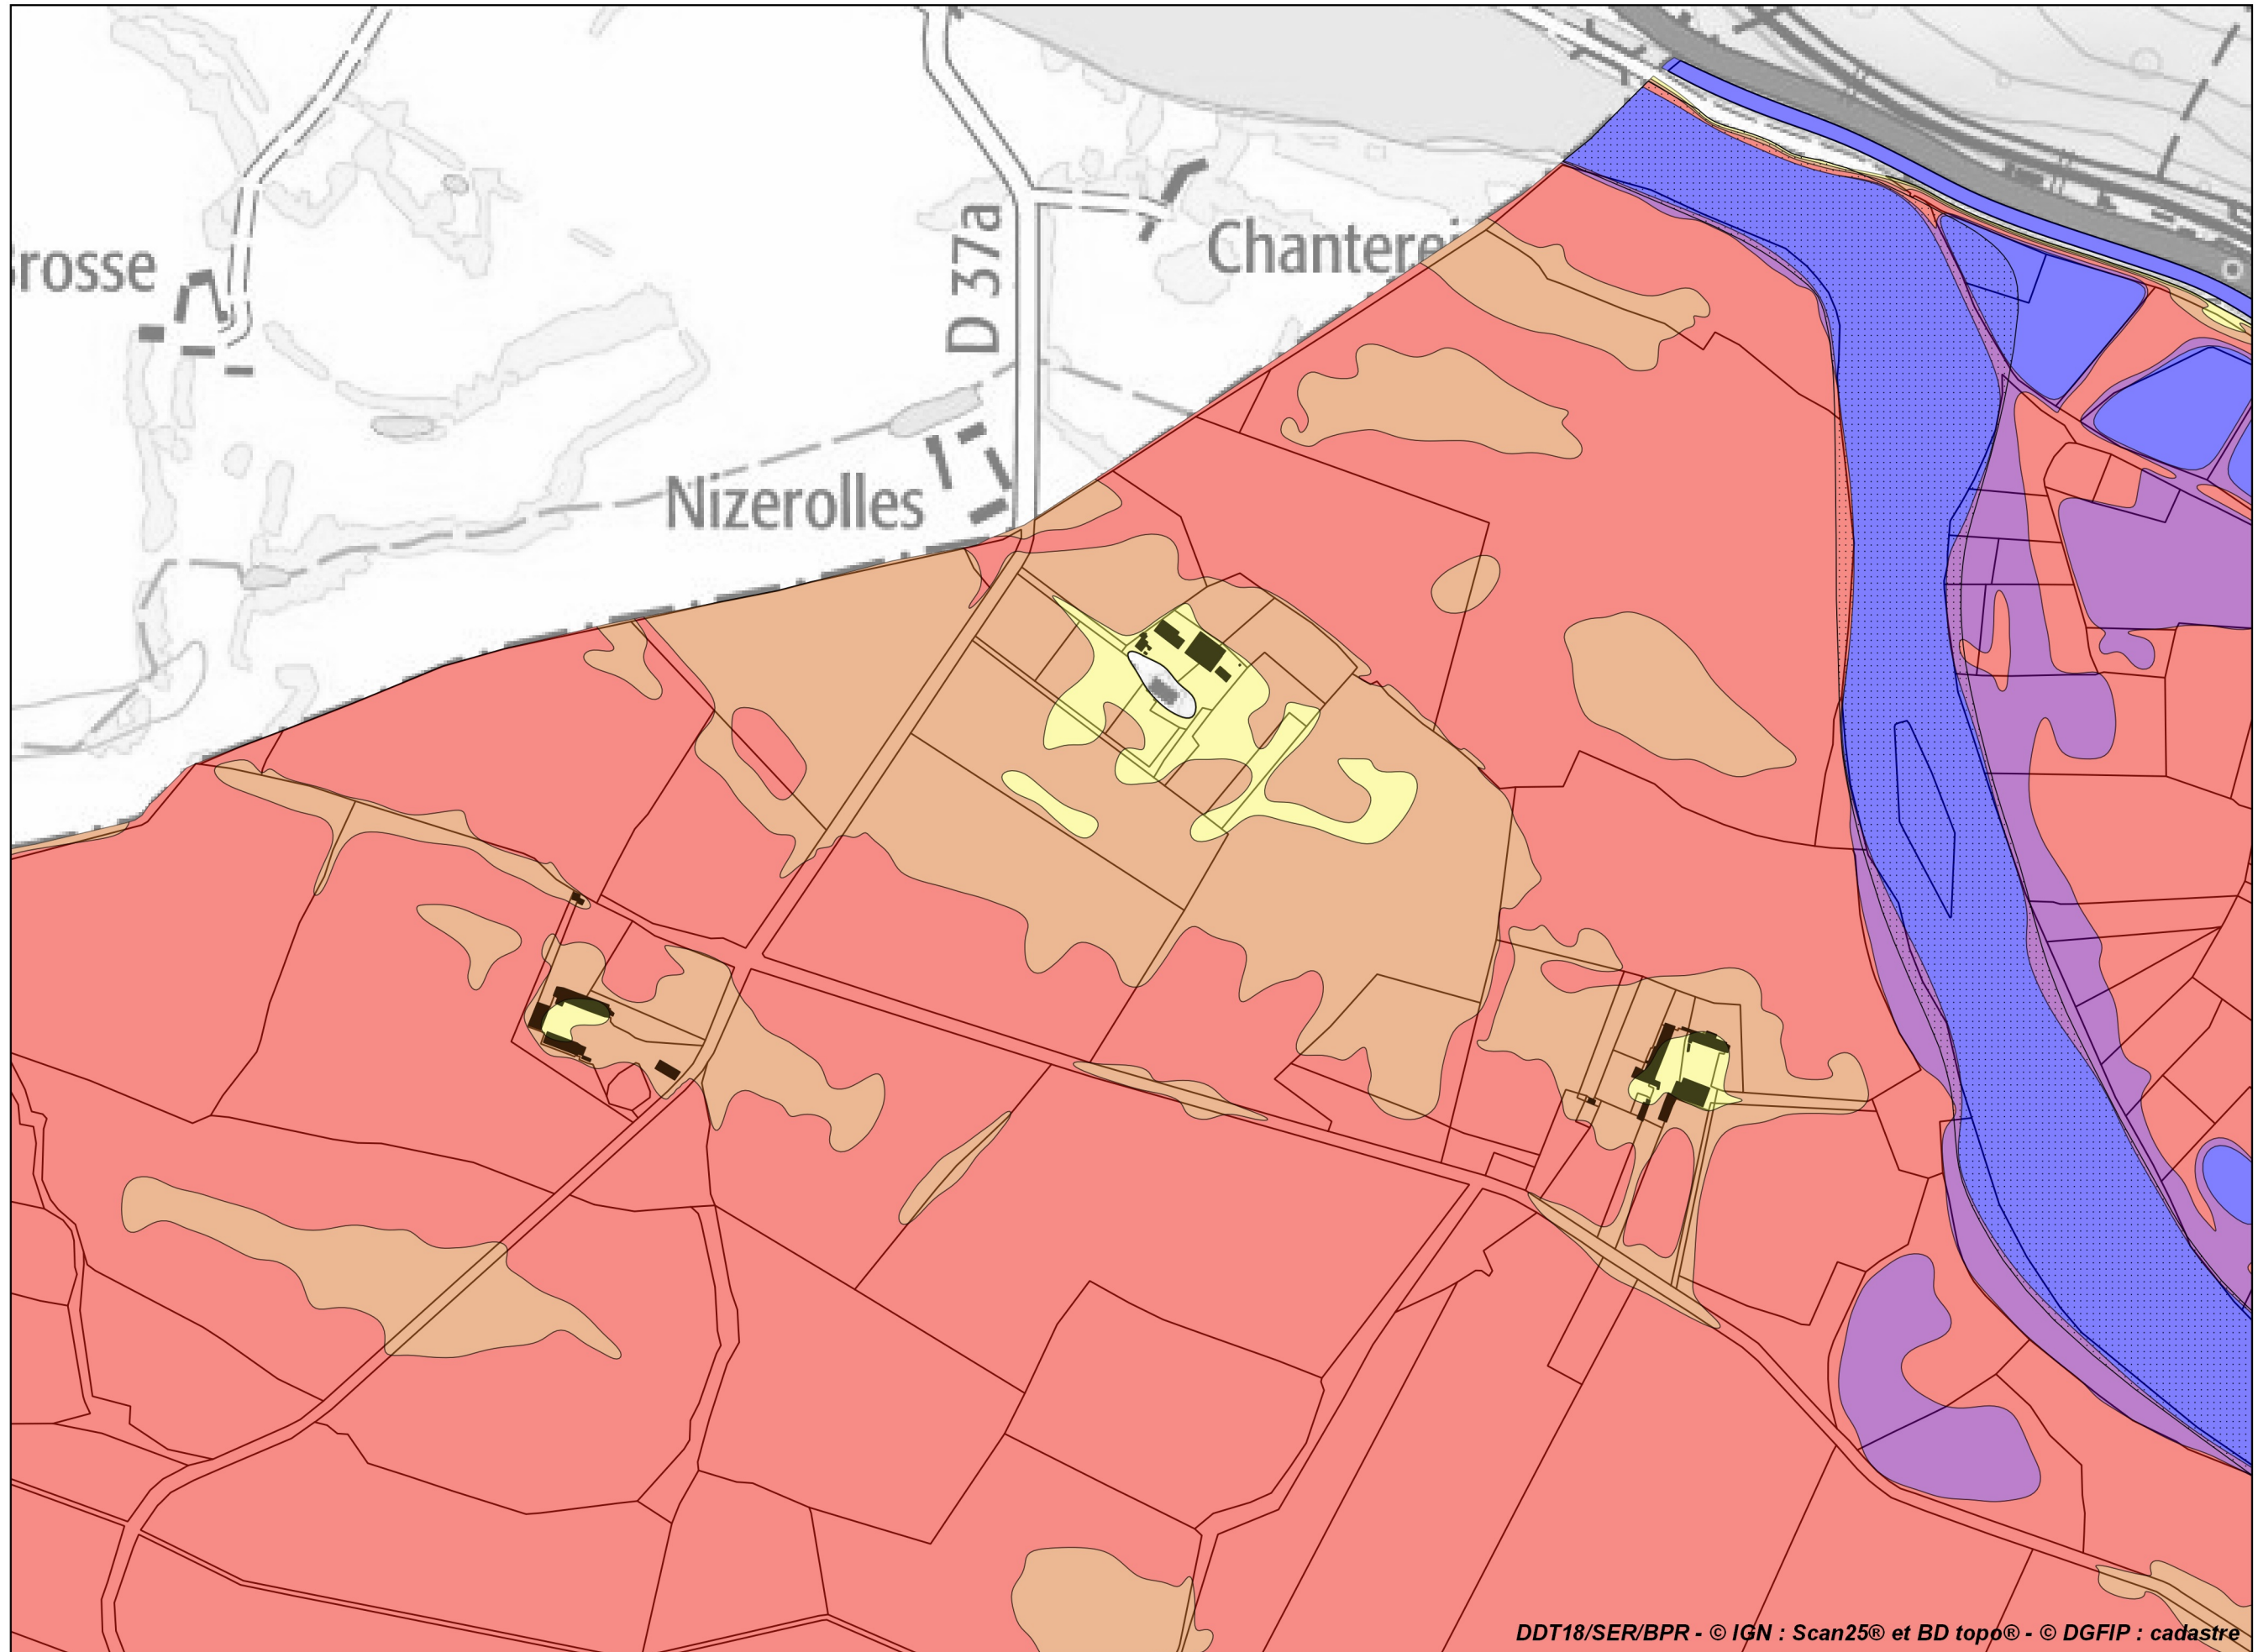 rosse
D 37a
Chanterei
Nizerolles
DDT18/SER/BPR - © IGN : Scan25® et BD topo® - © DGFIP : cadastre